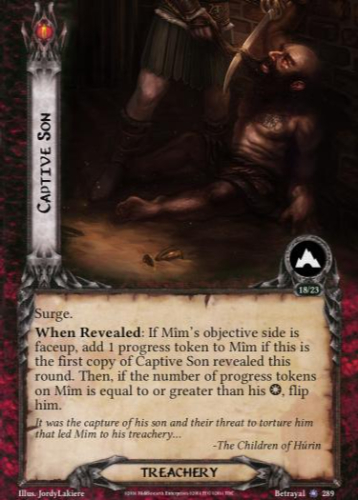 CAPTIVE SON
18/23
Surge.
When Revealed: If Mîm's objective side is
faceup, add 1 progress token to Mîm if this is
the first copy of Captive Son revealed this
round. Then, if the number of progress tokens
on Mîm is equal to or greater than his , flip
him.
It was the capture of his son and their threat to torture him
that led Mîm to his treachery...
-The Children of Húrin
TREACHERY
Illus. JordyLakiere
Betrayal 289